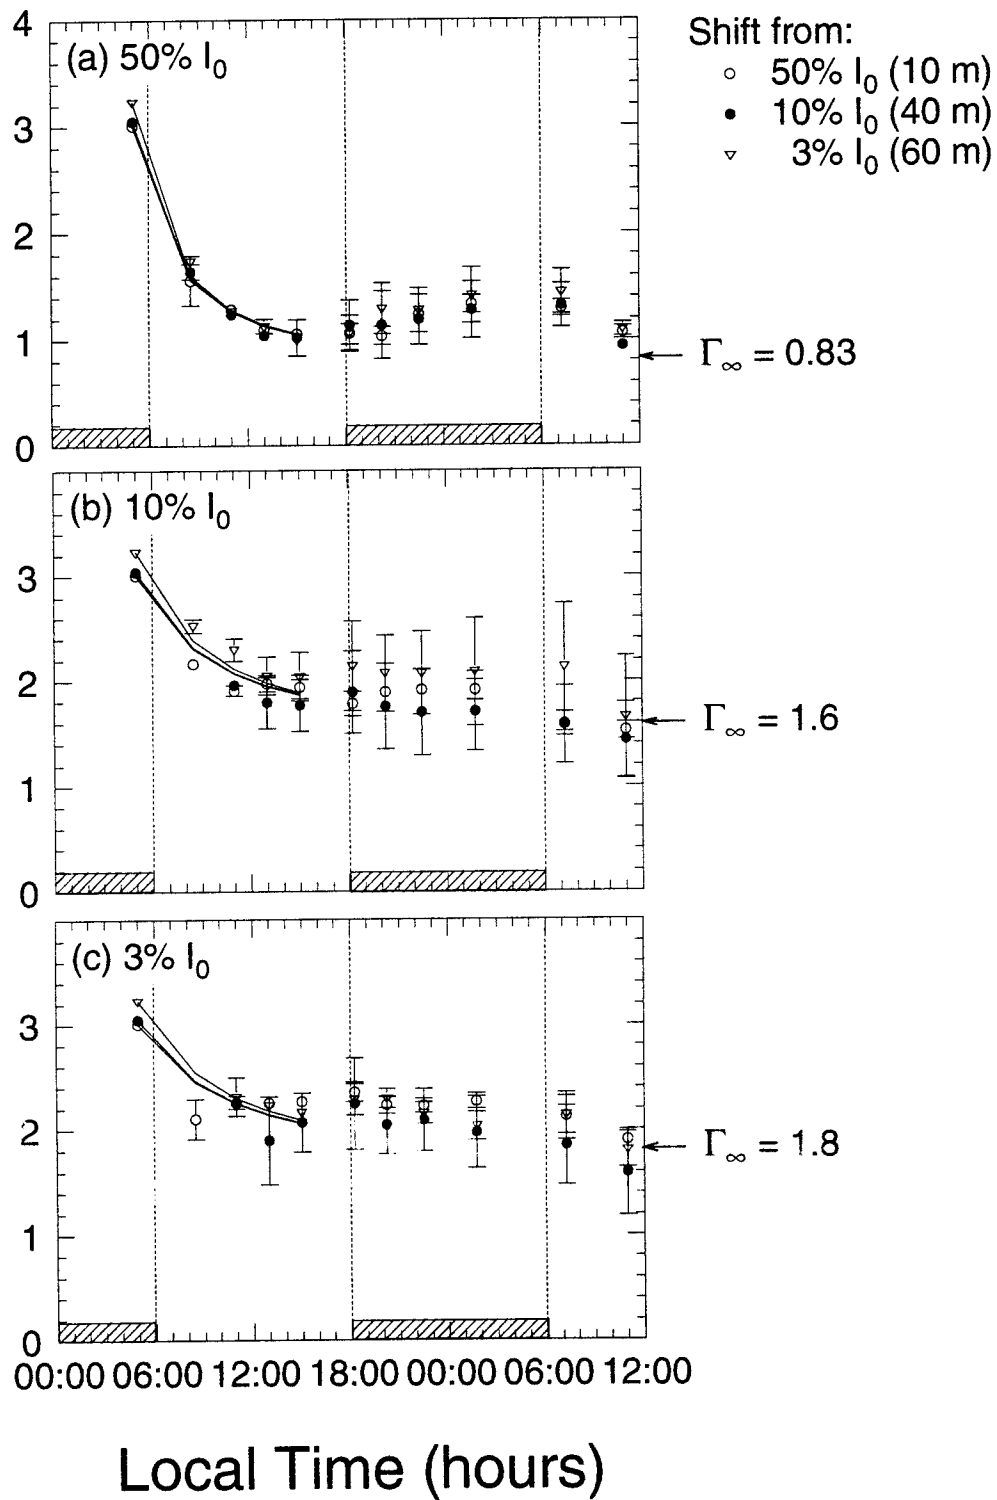 Shift from:
50% I₀ (10 m)
10% I₀ (40 m)
3% I₀ (60 m)
4
(a) 50% I₀
3
2
1
0
Γ∞ = 0.83
(b) 10% I₀
3
2
1
0
Γ∞ = 1.6
(c) 3% I₀
3
2
1
0
Γ∞ = 1.8
00:00 06:00 12:00 18:00 00:00 06:00 12:00
Local Time (hours)